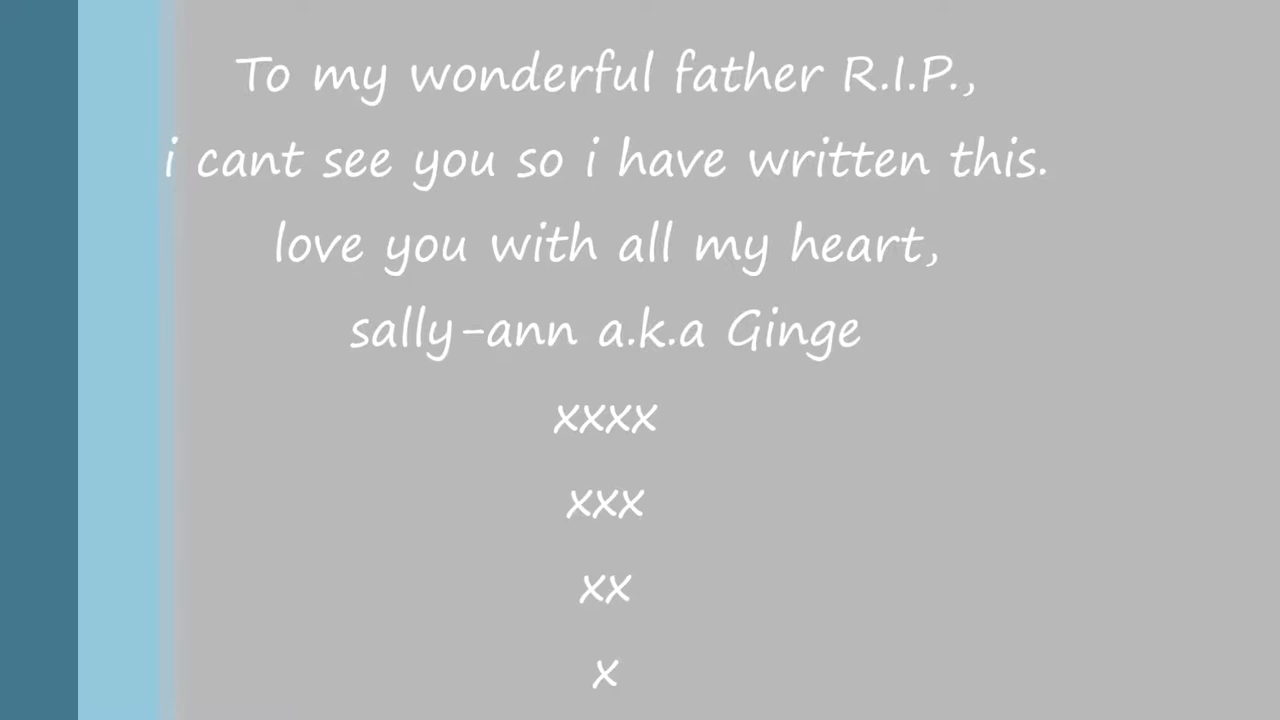 To my wonderful father R.I.P.,
i cant see you so i have written this.
love you with all my heart,
sally-ann a.k.a Ginge
xxxx
xxx
xx
x